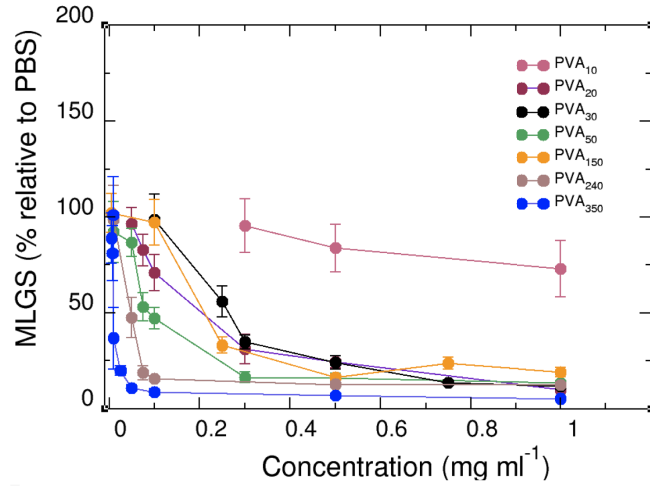 200
150
100
50
0
MLGS (% relative to PBS)
PVA₁₀
PVA₂₀
PVA₃₀
PVA₅₀
PVA₁₅₀
PVA₂₄₀
PVA₃₅₀
0 0.2 0.4 0.6 0.8 1
Concentration (mg ml⁻¹)